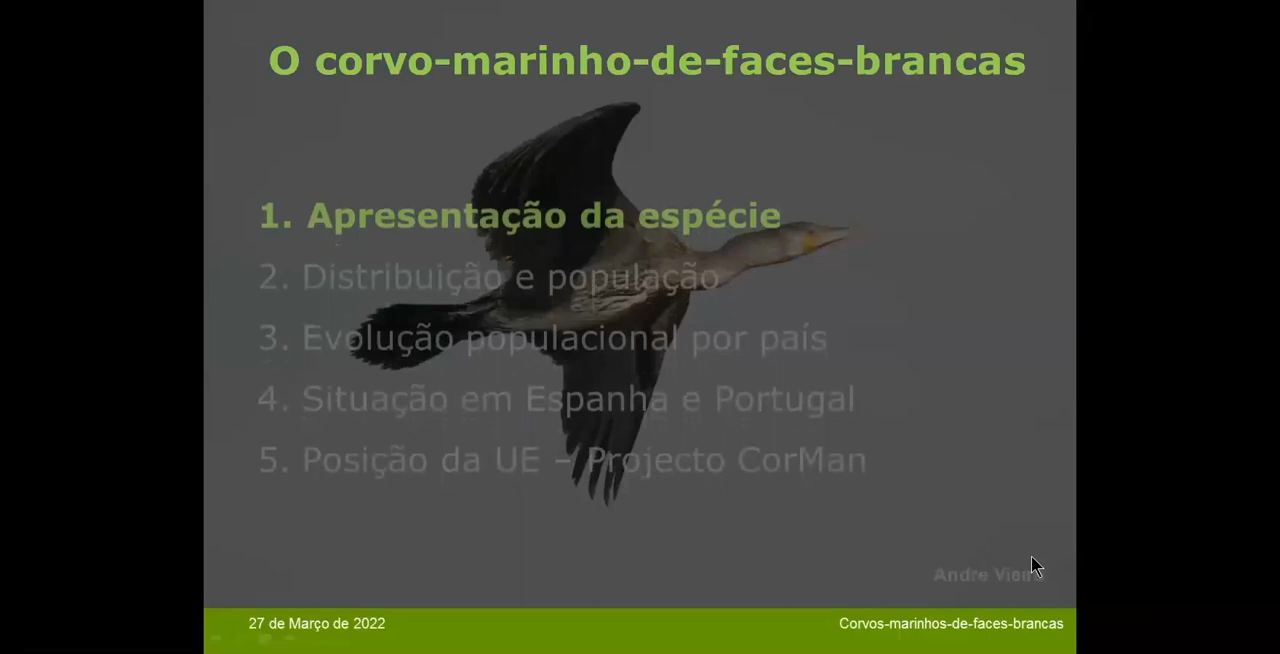 O corvo-marinho-de-faces-brancas
1. Apresentação da espécie
2. Distribuição e população
3. Evolução populacional por país
4. Situação em Espanha e Portugal
5. Posição da UE – Projecto CorMan
Andre
27 de Março de 2022
Corvos-marinhos-de-faces-brancas